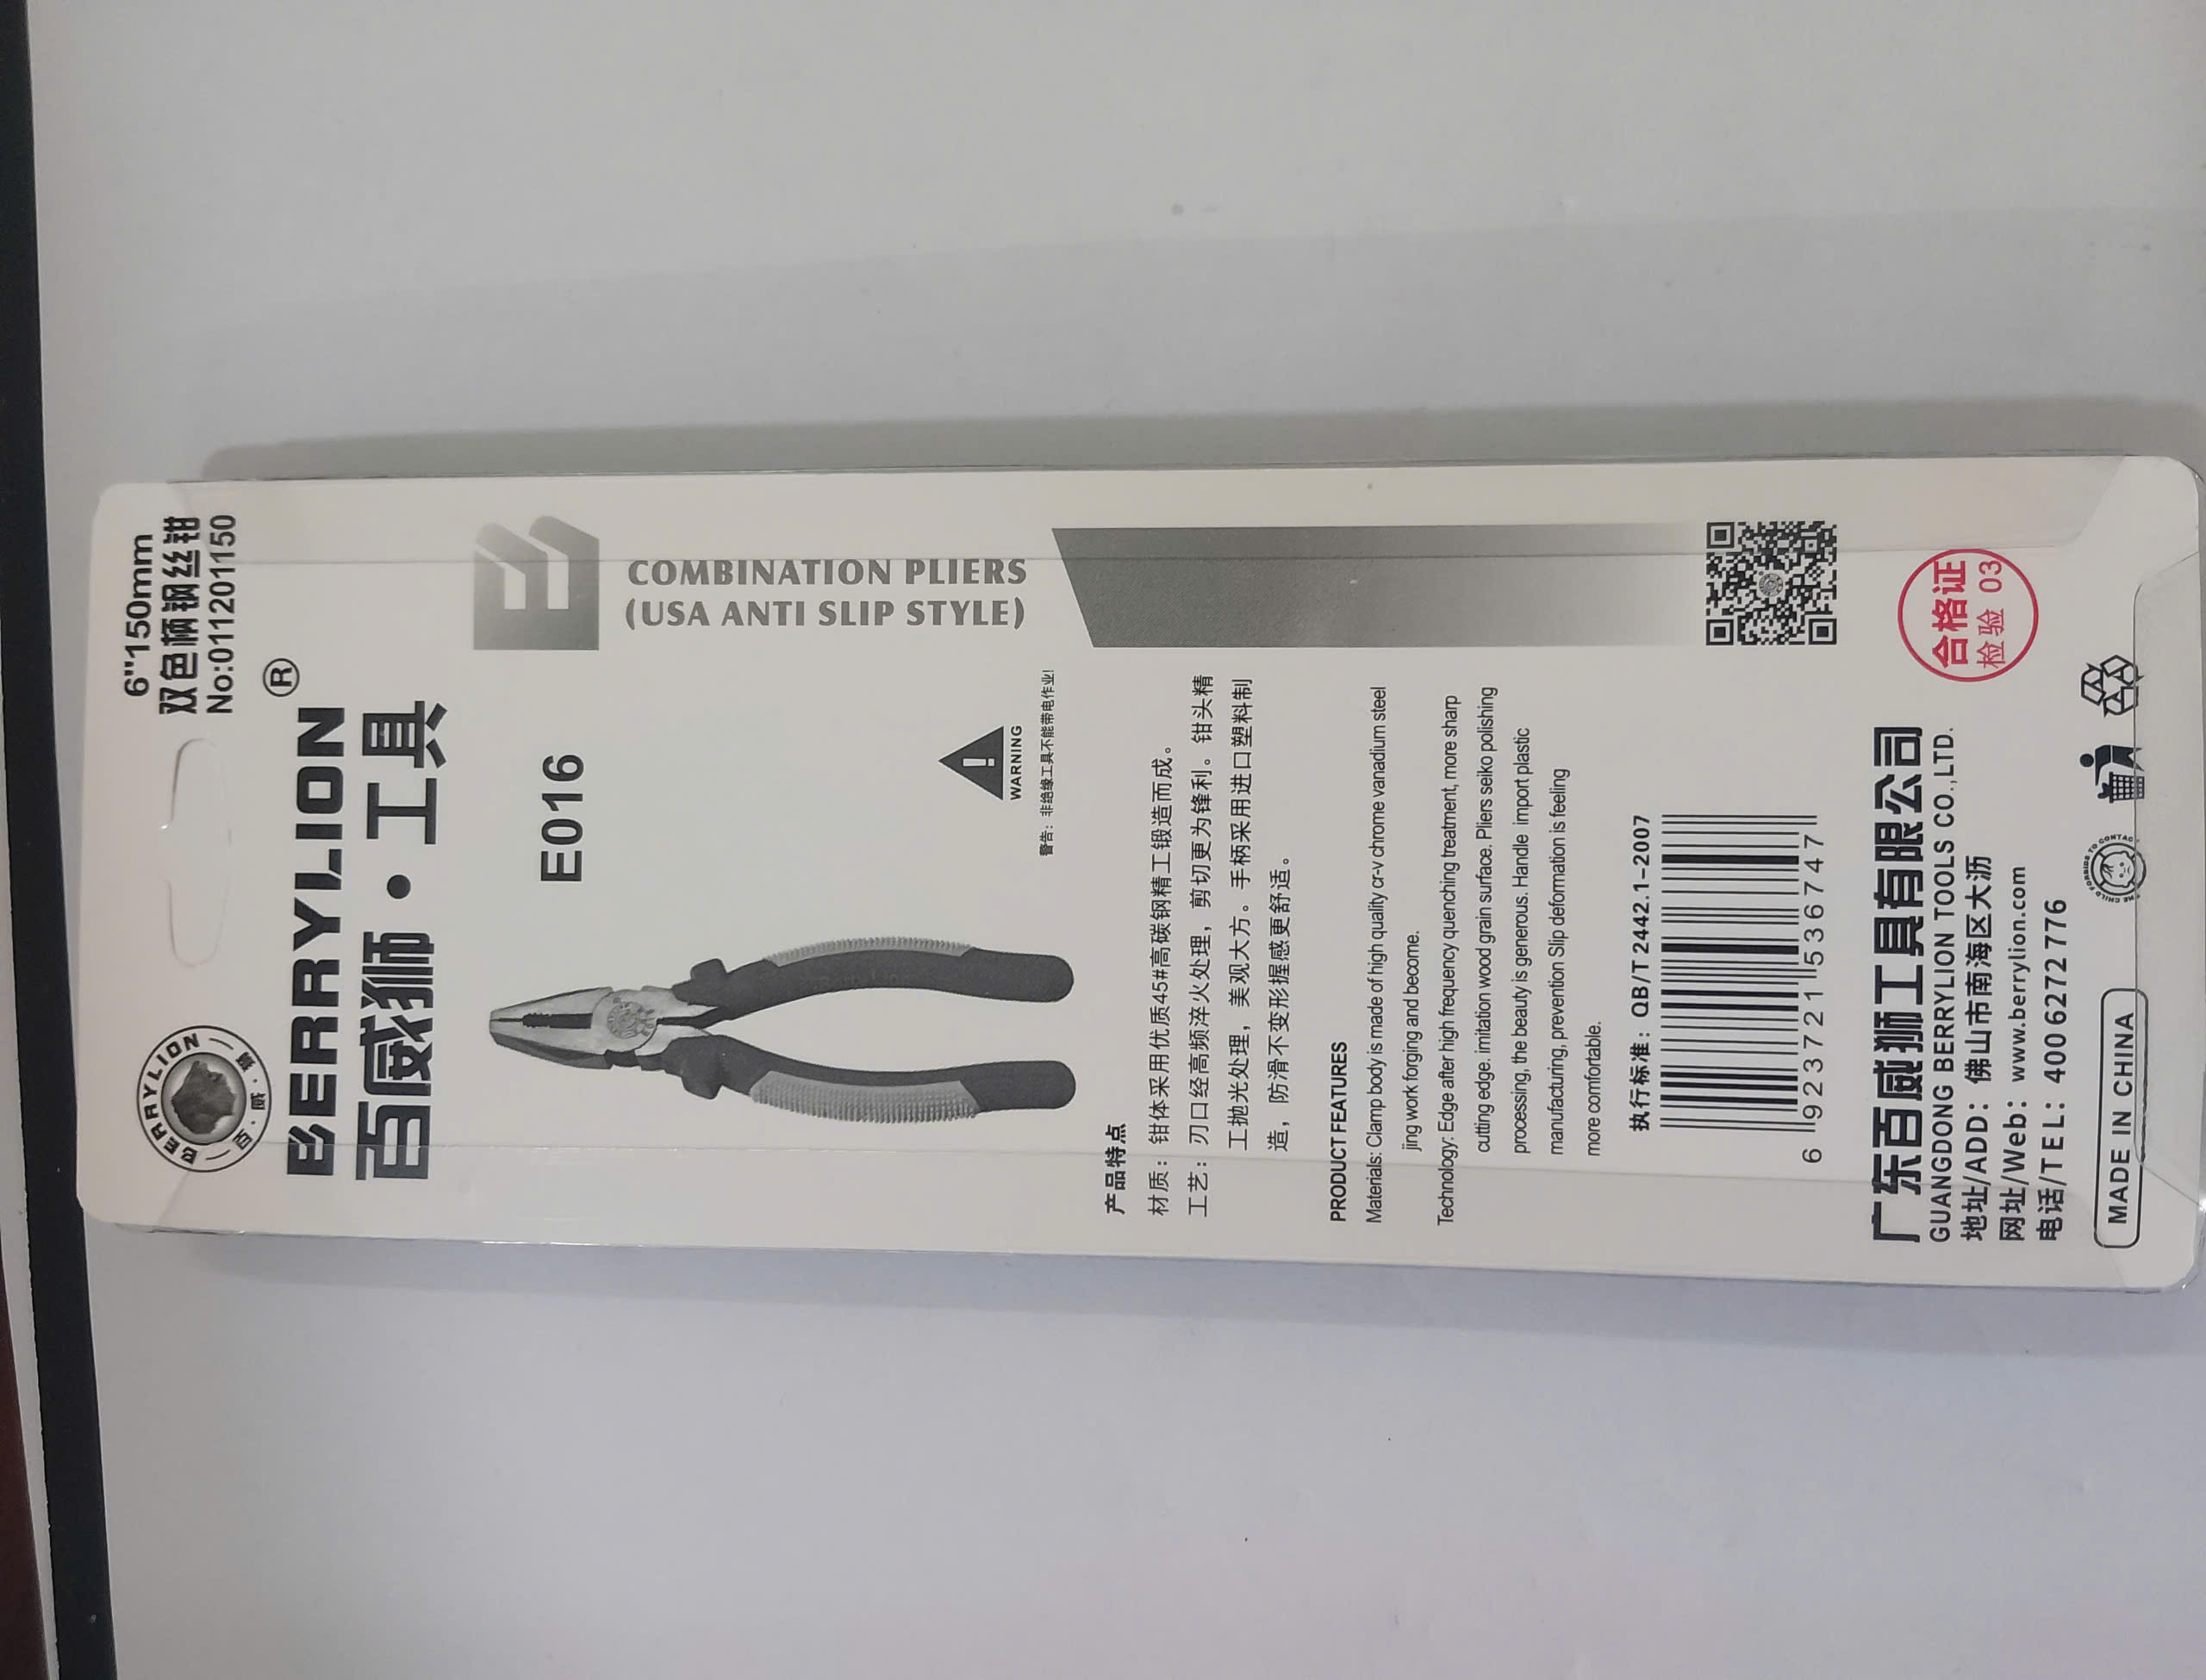 6"150mm
双色柄钢丝钳
No:011201150
BERRYLION
百·威·狮
BERRYLION®
百威狮·工具
E016
COMBINATION PLIERS
(USA ANTI SLIP STYLE)
WARNING
警告：非绝缘工具不能带电作业!
产品特点
材质：钳体采用优质45#高碳钢精工锻造而成。
工艺：刃口经高频淬火处理，剪切更为锋利。钳头精
工抛光处理，美观大方。手柄采用进口塑料制
造，防滑不变形握感更舒适。
PRODUCT FEATURES
Materials: Clamp body is made of high quality cr-v chrome vanadium steel
jing work forging and become.
Technology: Edge after high frequency quenching treatment, more sharp
cutting edge. imitation wood grain surface. Pliers seiko polishing
processing, the beauty is generous. Handle import plastic
manufacturing, prevention Slip deformation is feeling
more comfortable.
执行标准：QB/T 2442.1-2007
6 923721 536747
合格证
检验 03
广东百威狮工具有限公司
GUANGDONG BERRYLION TOOLS CO.,LTD.
地址/ADD：佛山市南海区大沥
网址/Web：www.berrylion.com
电话/TEL：400 6272 776
MADE IN CHINA